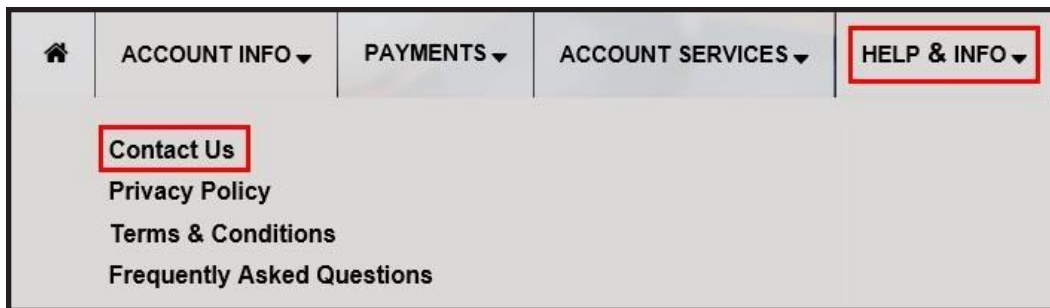 ACCOUNT INFO PAYMENTS ACCOUNT SERVICES HELP & INFO
Contact Us
Privacy Policy
Terms & Conditions
Frequently Asked Questions